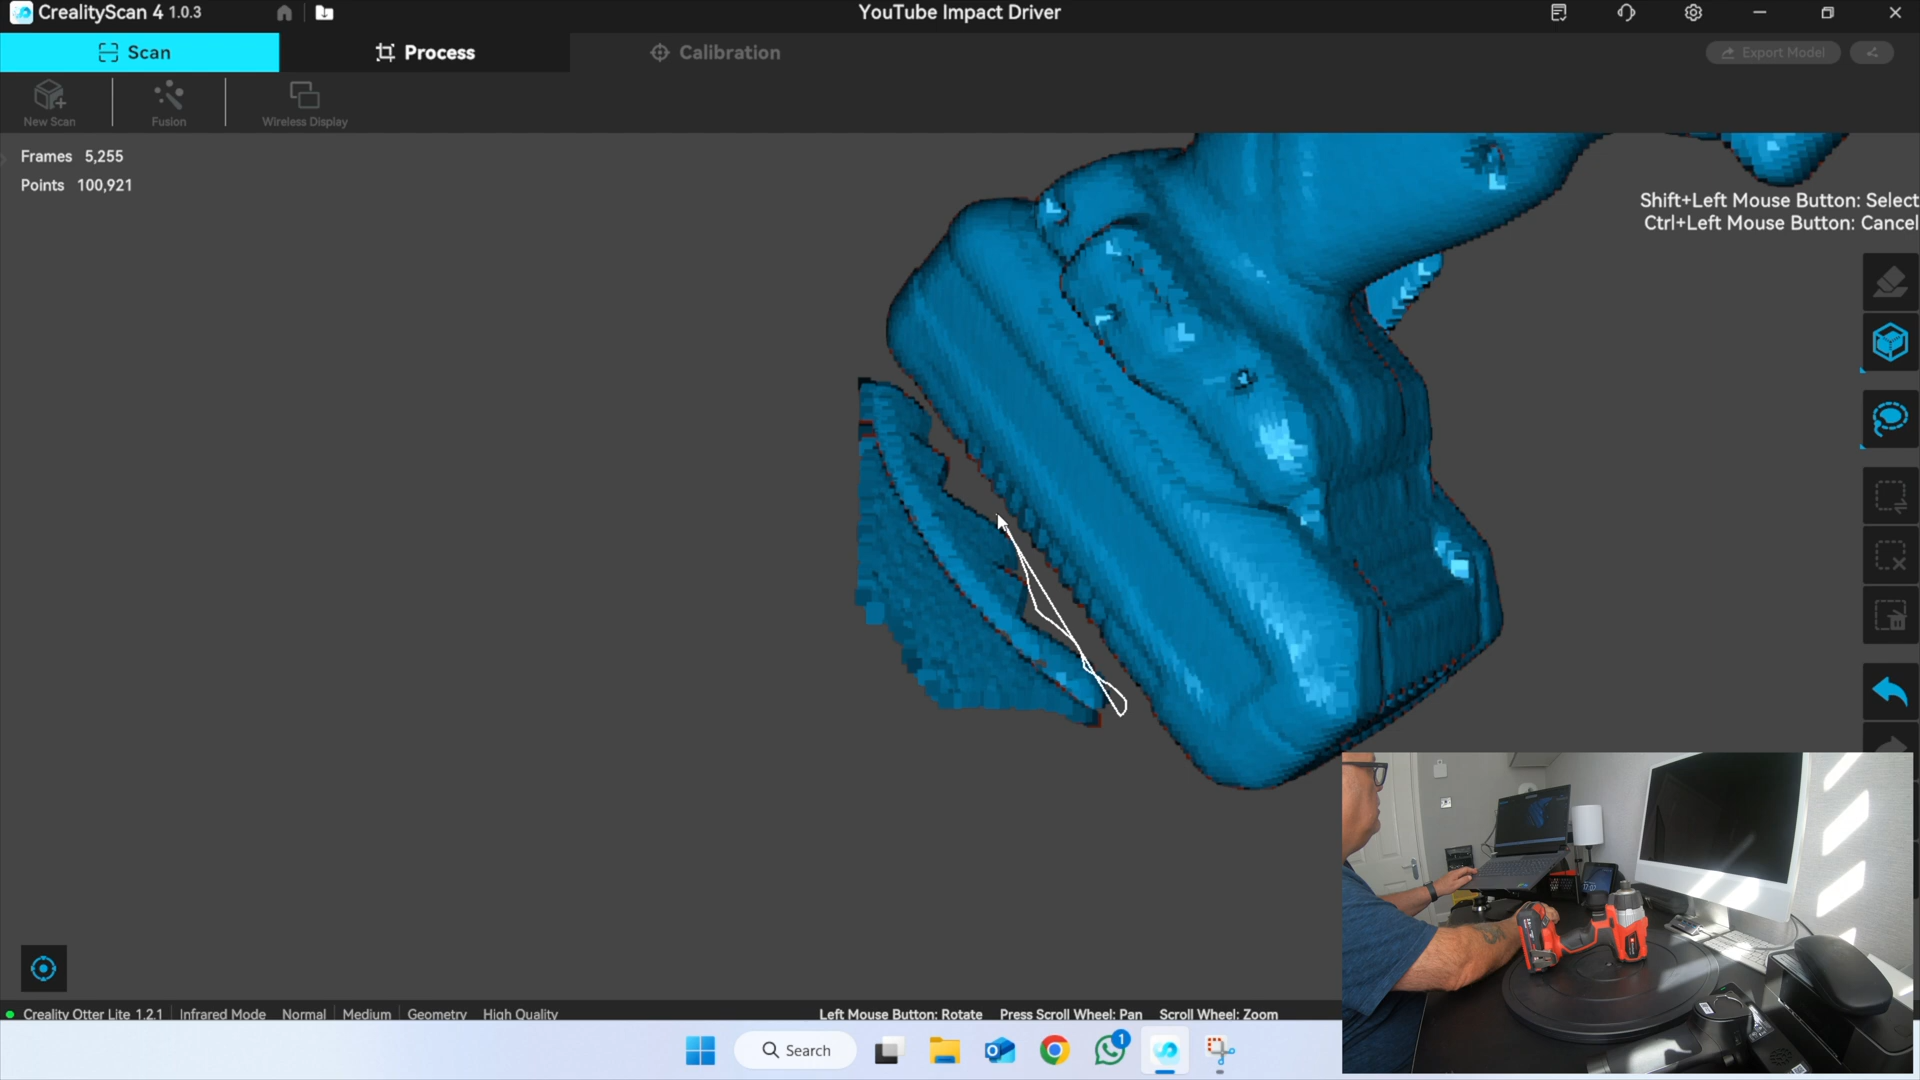 CrealityScan 4 1.0.3
YouTube Impact Driver
Scan
Process
Calibration
Export Model
New Scan
Fusion
Wireless Display
Frames 5,255
Points 100,921
Shift+Left Mouse Button: Select
Ctrl+Left Mouse Button: Cancel
Creality Otter Lite 1.2.1
Infrared Mode
Normal
Medium
Geometry
High Quality
Left Mouse Button: Rotate
Press Scroll Wheel: Pan
Scroll Wheel: Zoom
Search
1